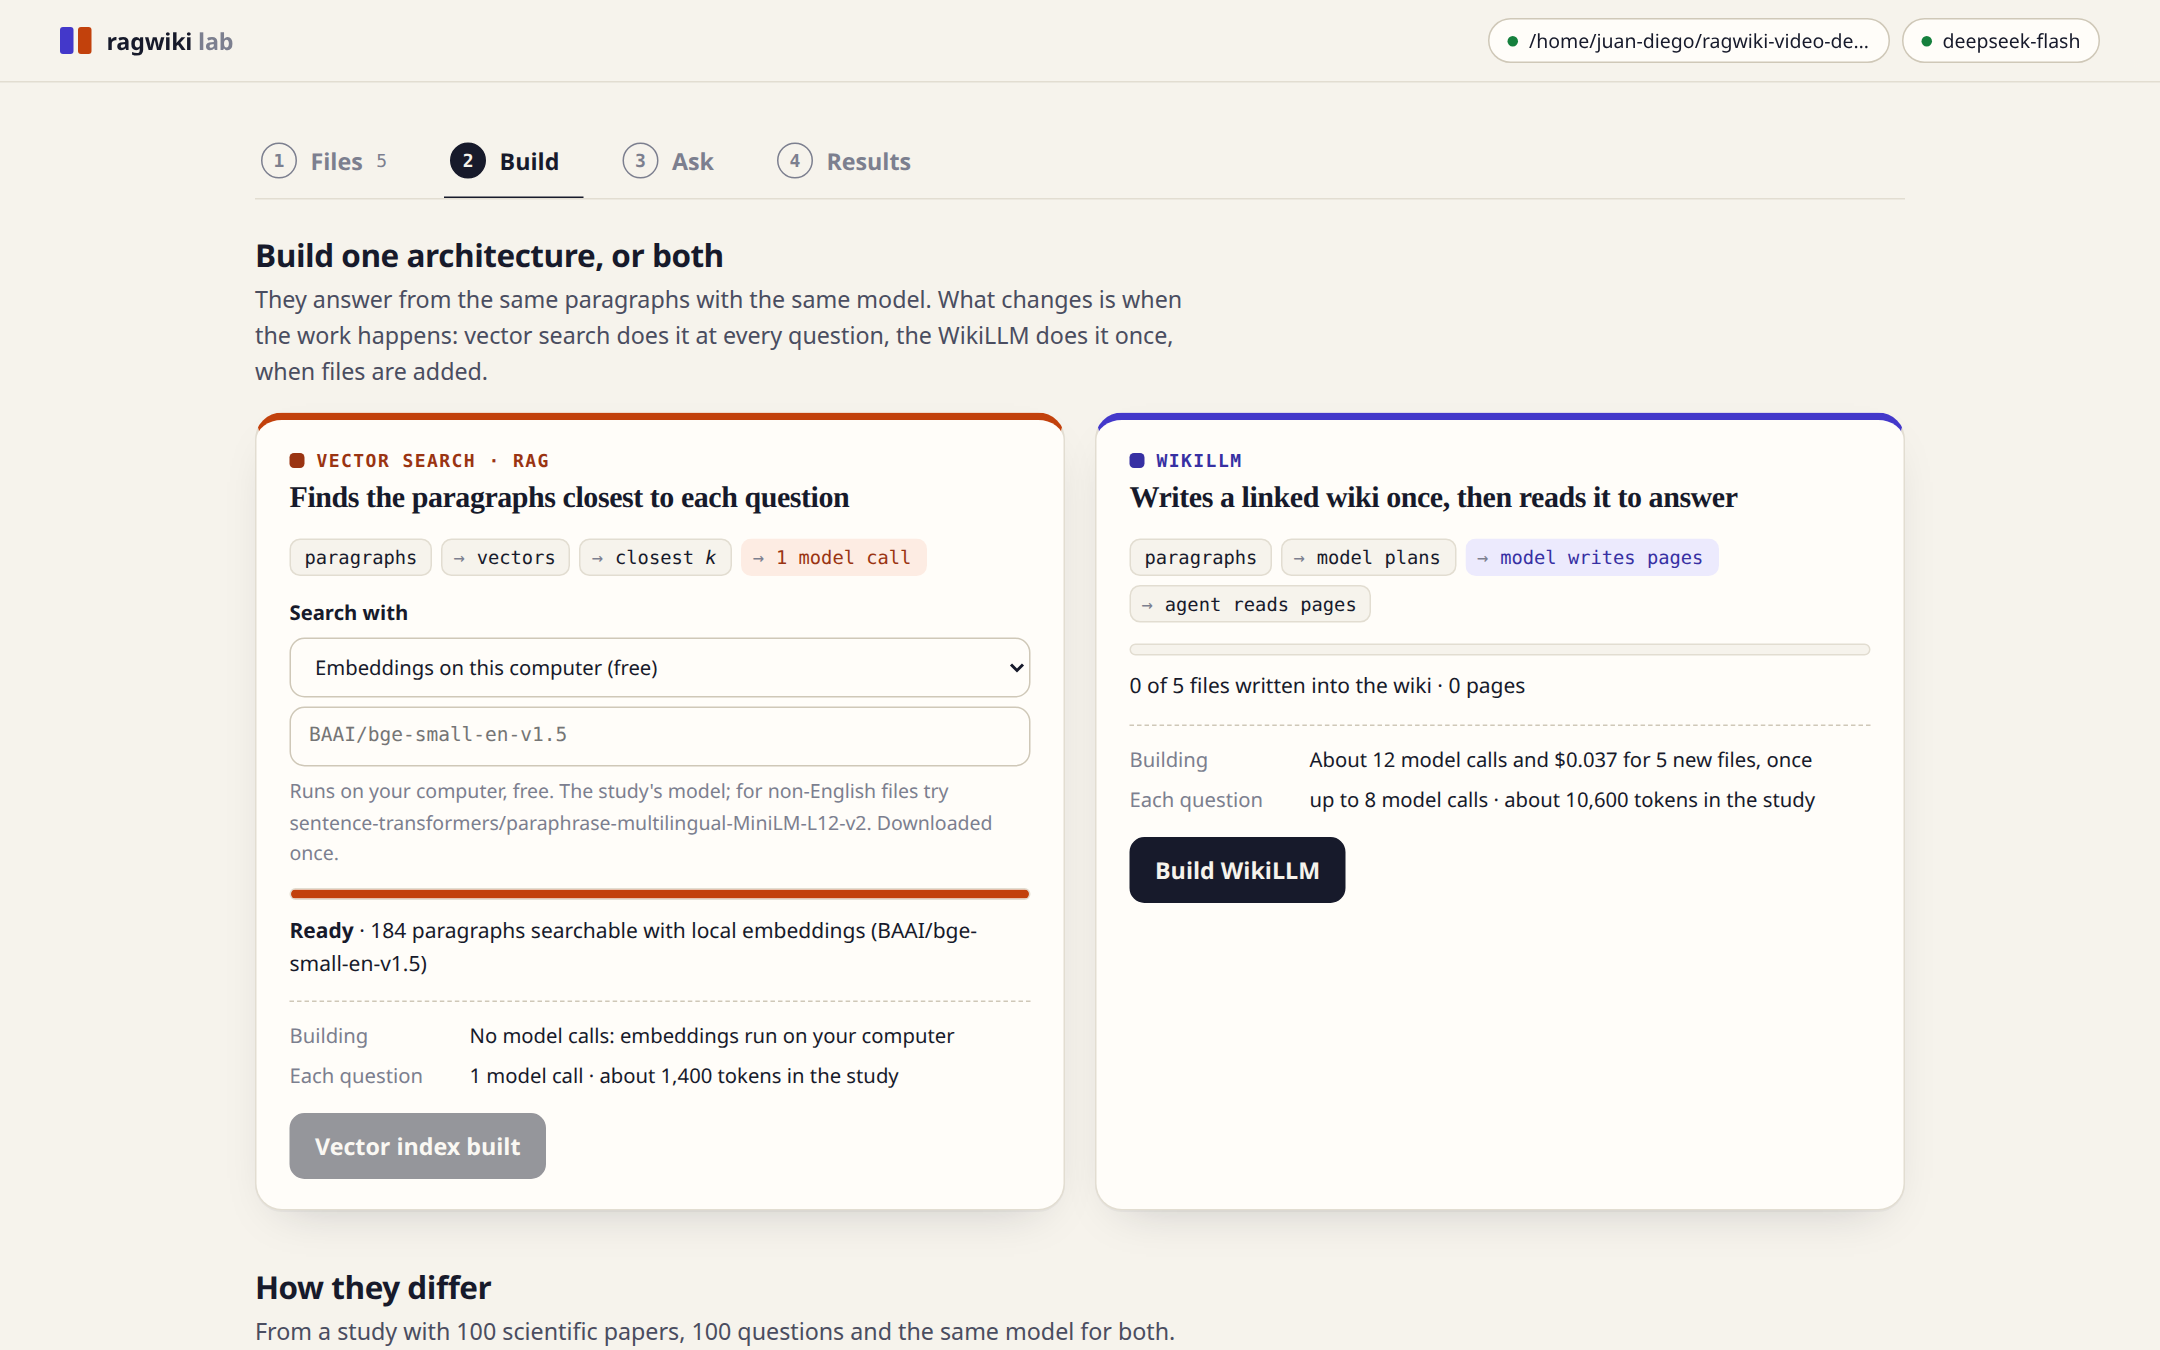 ragwiki lab
/home/juan-diego/ragwiki-video-de...
deepseek-flash
1 Files 5
2 Build
3 Ask
4 Results
Build one architecture, or both
They answer from the same paragraphs with the same model. What changes is when
the work happens: vector search does it at every question, the WikiLLM does it once,
when files are added.
VECTOR SEARCH · RAG
Finds the paragraphs closest to each question
paragraphs → vectors → closest k → 1 model call
Search with
Embeddings on this computer (free)
BAAI/bge-small-en-v1.5
Runs on your computer, free. The study's model; for non-English files try
sentence-transformers/paraphrase-multilingual-MiniLM-L12-v2. Downloaded
once.
Ready · 184 paragraphs searchable with local embeddings (BAAI/bge-
small-en-v1.5)
Building No model calls: embeddings run on your computer
Each question 1 model call · about 1,400 tokens in the study
Vector index built
WIKILLM
Writes a linked wiki once, then reads it to answer
paragraphs → model plans → model writes pages
→ agent reads pages
0 of 5 files written into the wiki · 0 pages
Building About 12 model calls and $0.037 for 5 new files, once
Each question up to 8 model calls · about 10,600 tokens in the study
Build WikiLLM
How they differ
From a study with 100 scientific papers, 100 questions and the same model for both.